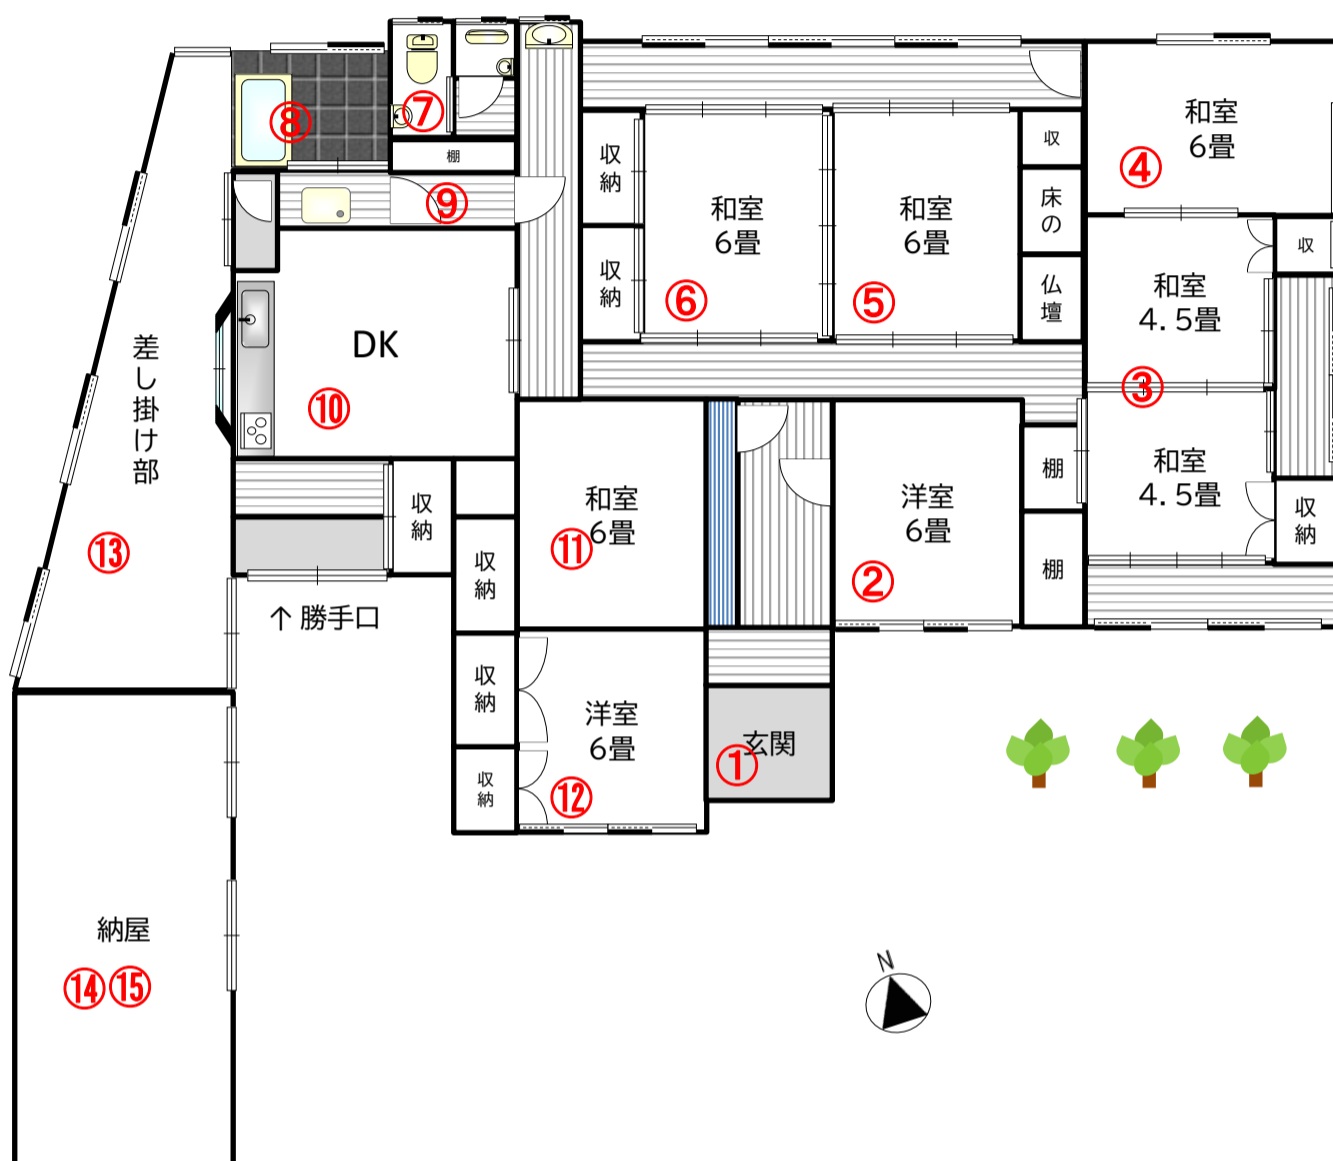 ⑦
⑧
棚
⑨
収
納
収
納
和室
6畳
⑥
和室
6畳
⑤
収
床
の
仏
壇
和室
6畳
④
和室
4.5畳
収
③
和室
4.5畳
収
納
DK
⑩
差
し
掛
け
部
⑬
収
納
↑ 勝手口
収
納
収
納
収
納
和室
6畳
⑪
洋室
6畳
②
棚
棚
洋室
6畳
⑫
玄関
①
納屋
⑭⑮
N